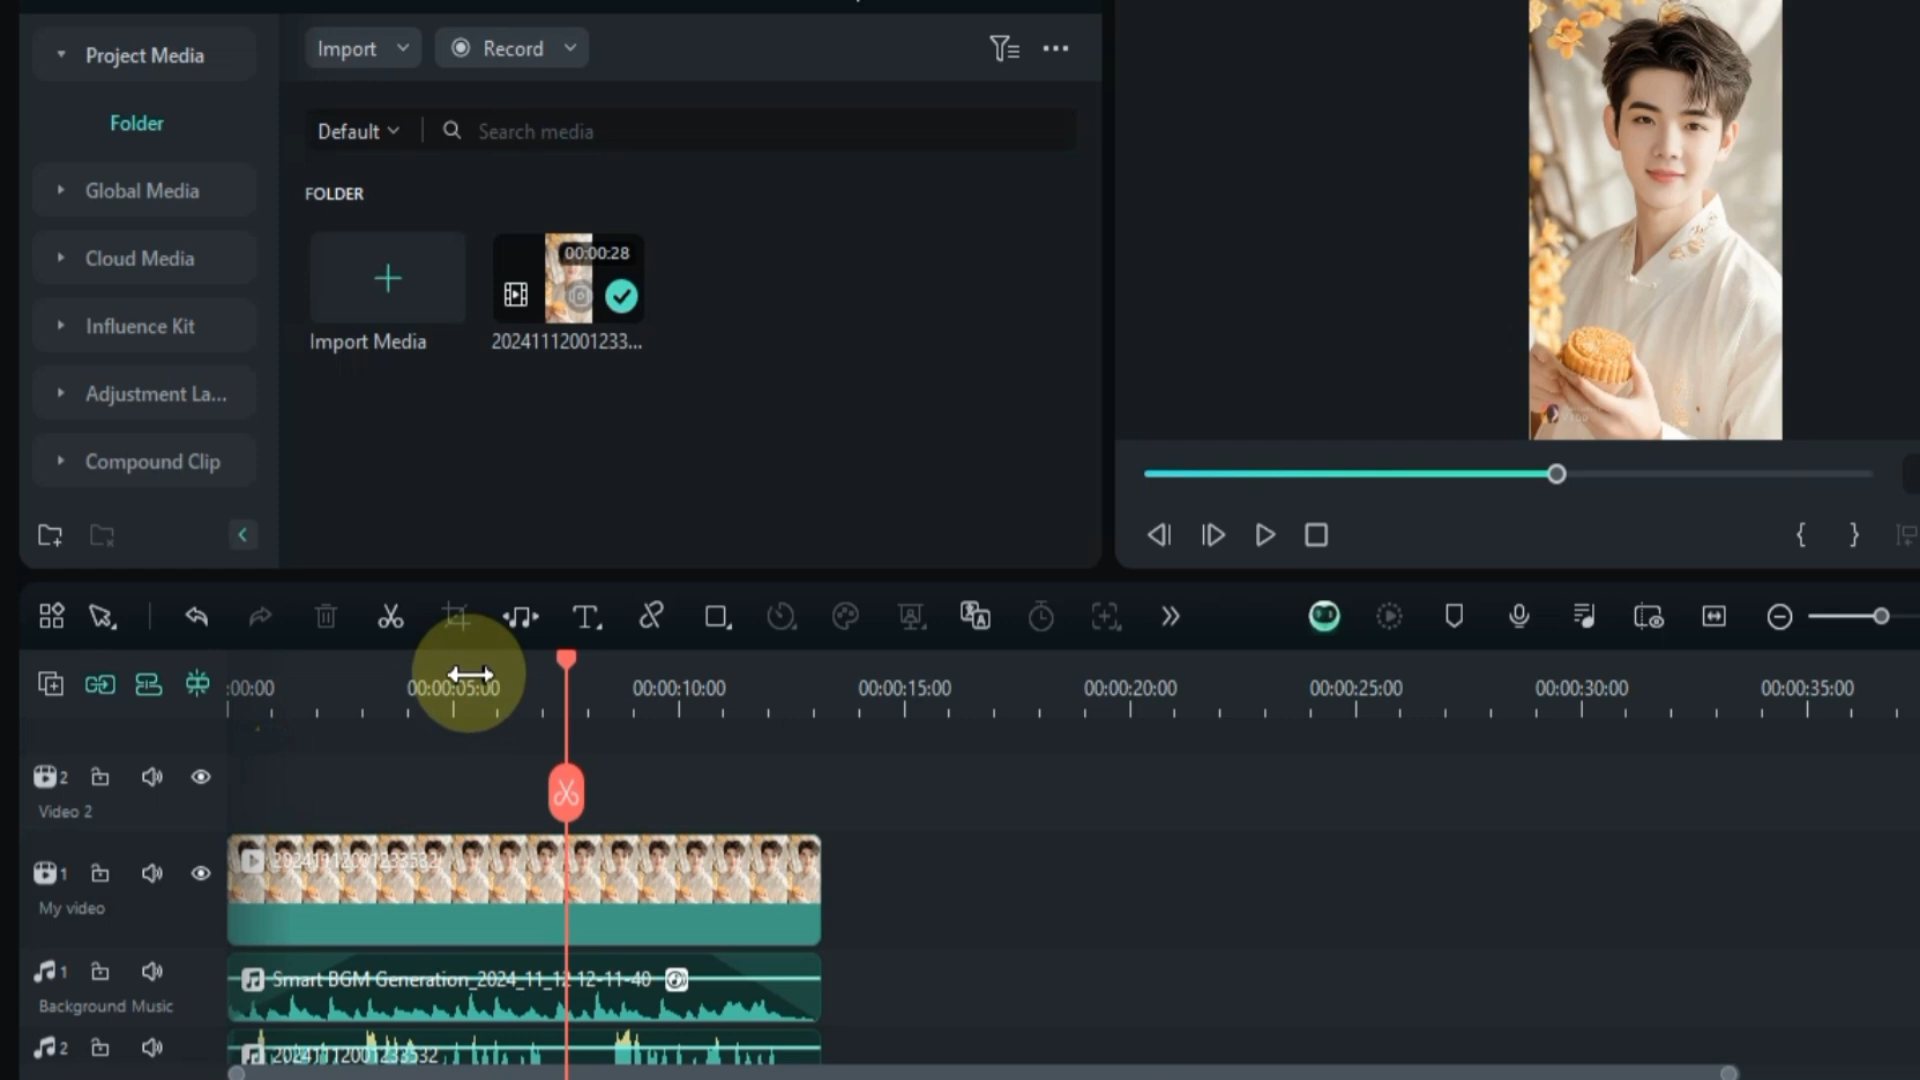 Project Media
Folder
Global Media
Cloud Media
Influence Kit
Adjustment La...
Compound Clip
Import
Record
Default
Search media
FOLDER
00:00:28
Import Media
20241112001233...
:00:00
00:00:05:00
00:00:10:00
00:00:15:00
00:00:20:00
00:00:25:00
00:00:30:00
00:00:35:00
2
Video 2
20241112001233532
1
My video
Smart BGM Generation_2024_11_12 12-11-40
1
Background Music
2
20241112001233532